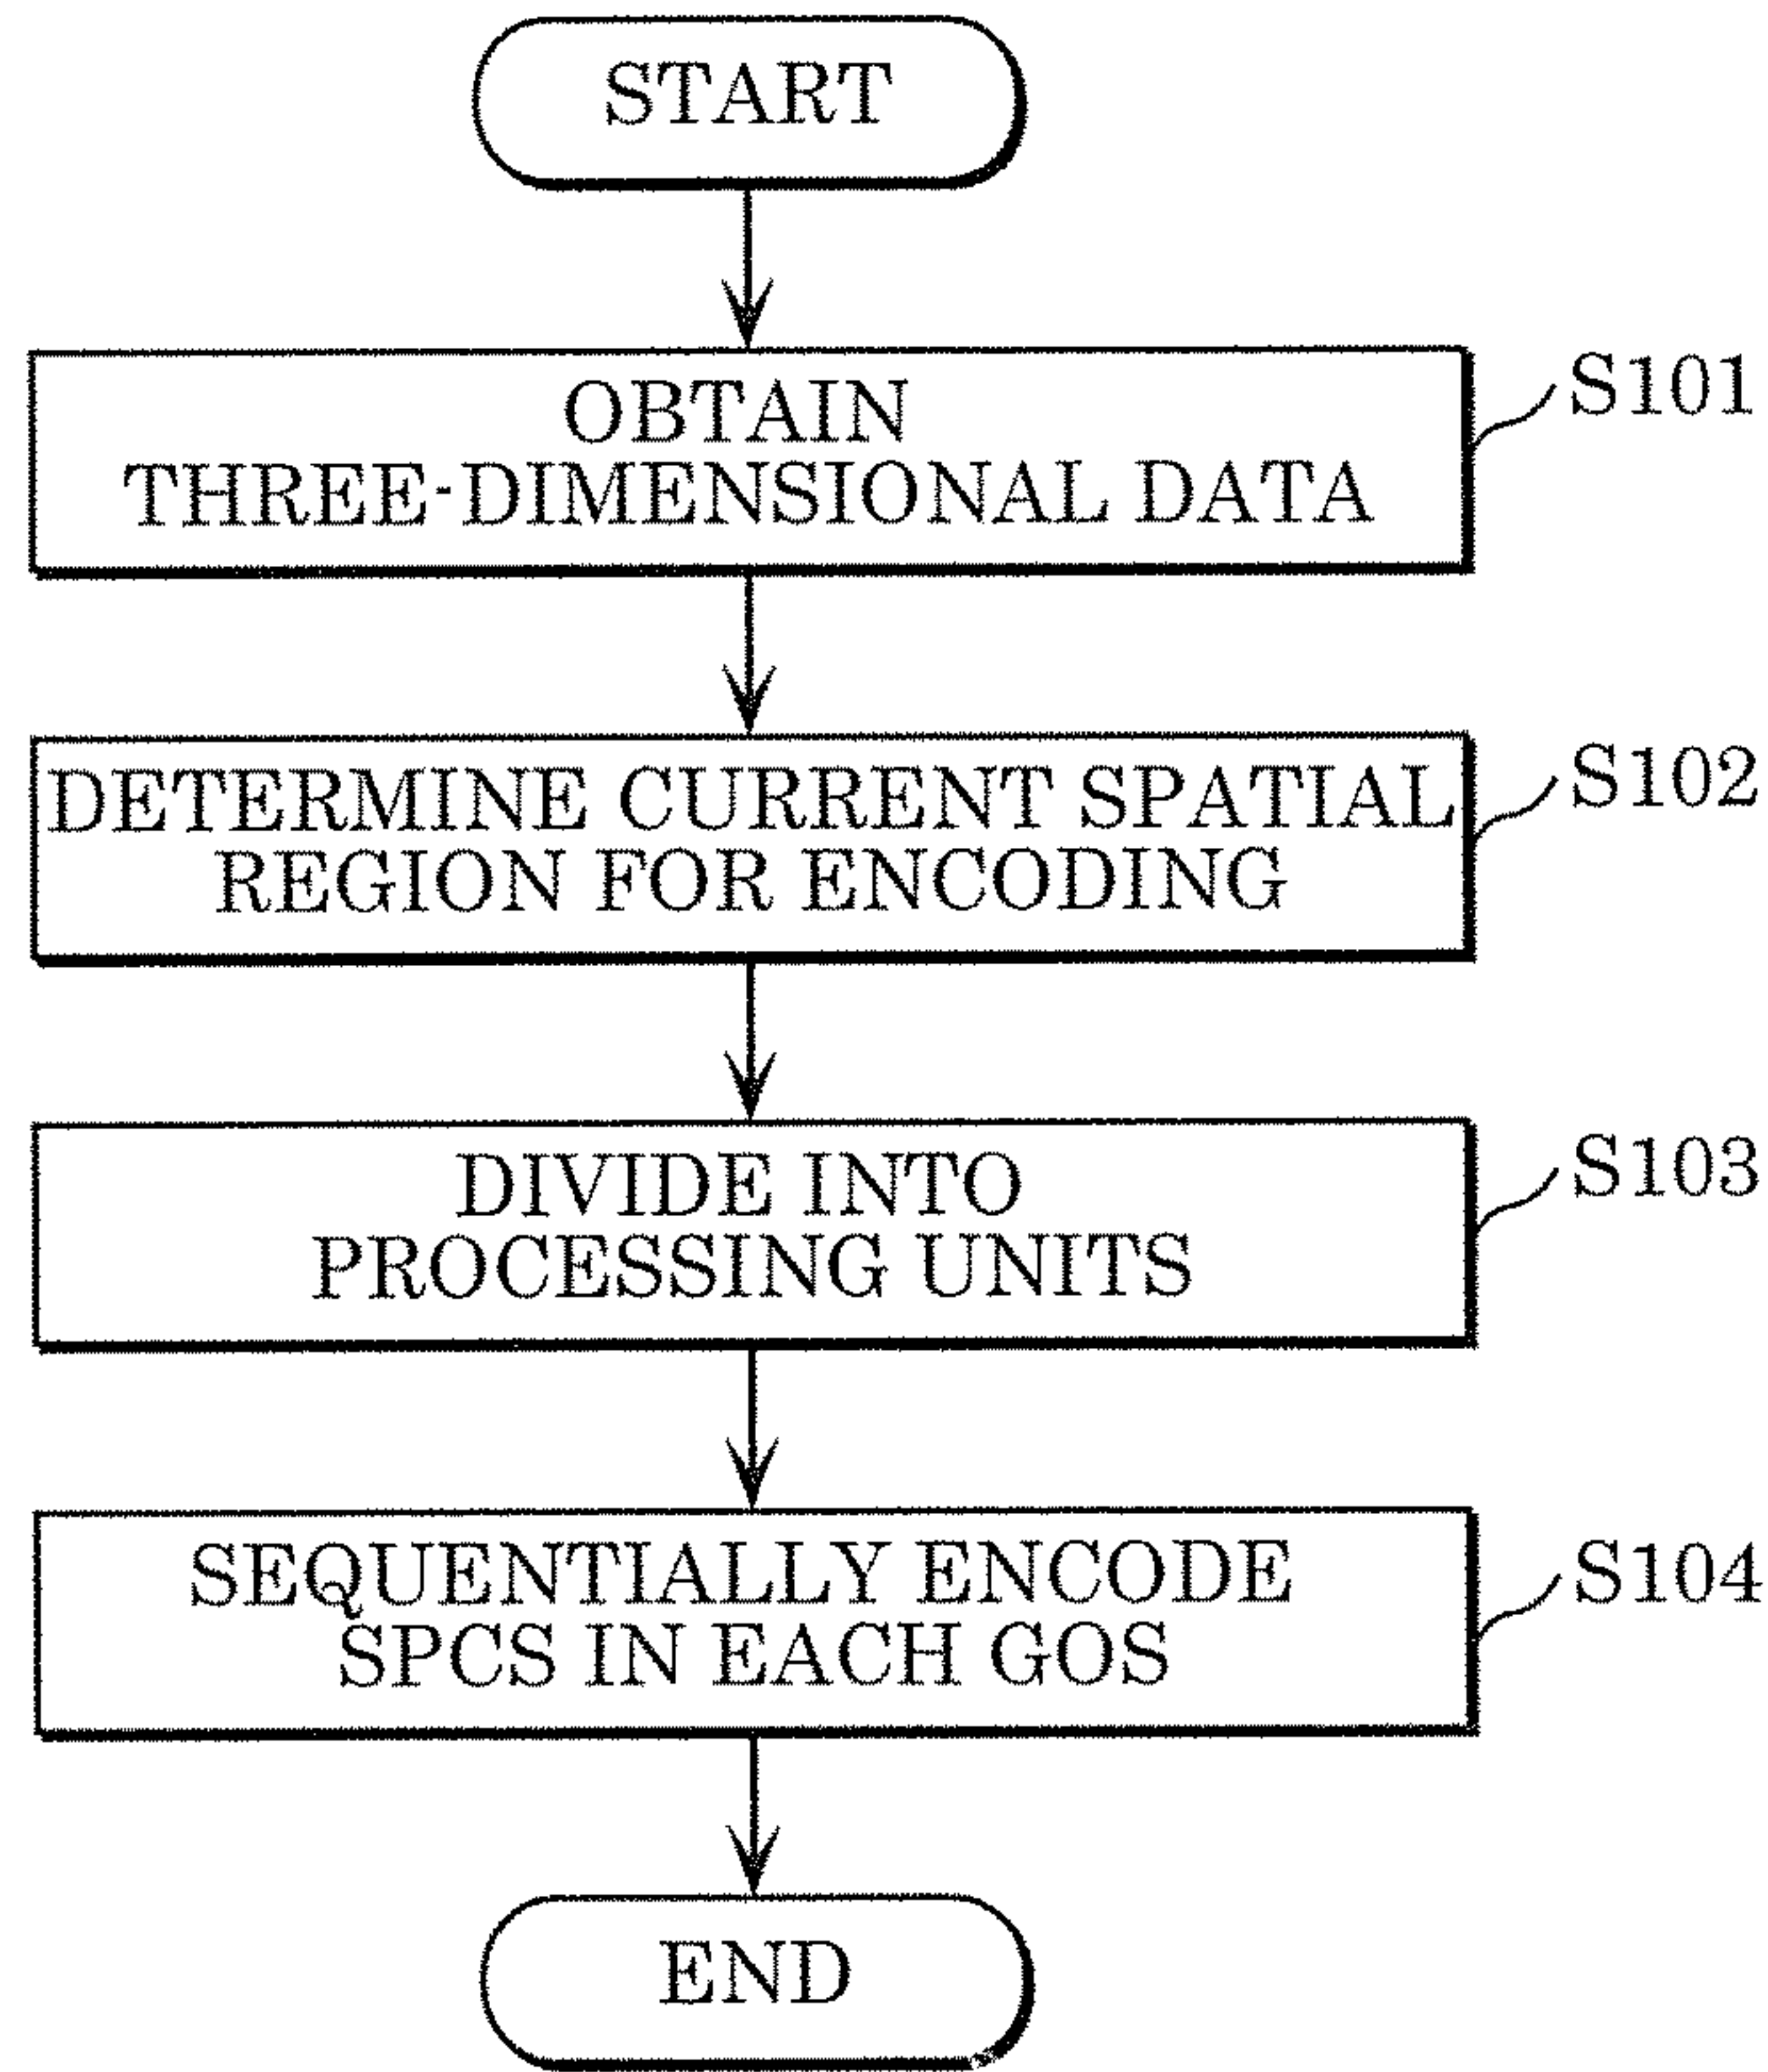 START
OBTAIN
THREE-DIMENSIONAL DATA
S101
DETERMINE CURRENT SPATIAL
REGION FOR ENCODING
S102
DIVIDE INTO
PROCESSING UNITS
S103
SEQUENTIALLY ENCODE
SPCS IN EACH GOS
S104
END